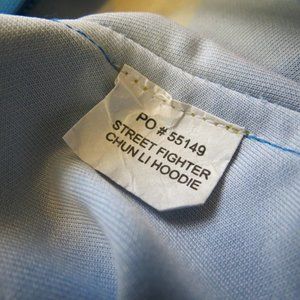 PO # 55149
STREET FIGHTER
CHUN LI HOODIE